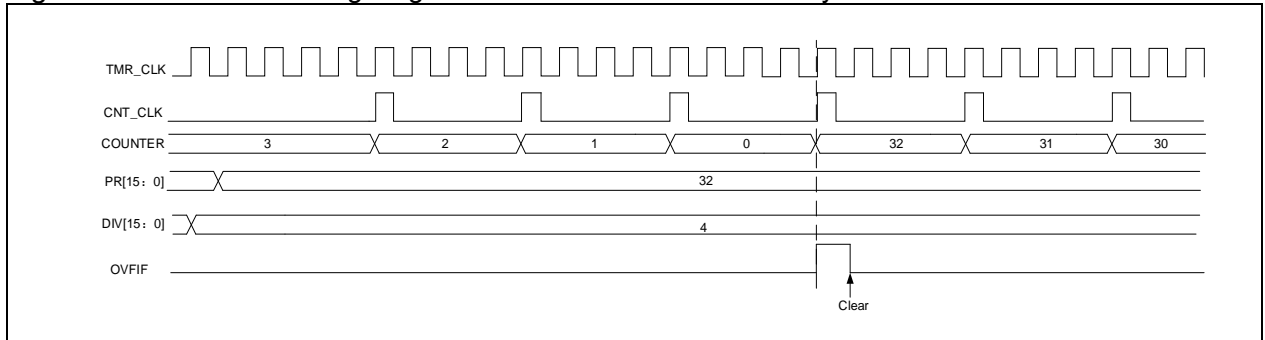 TMR_CLK
CNT_CLK
COUNTER 3 2 1 0 32 31 30
PR[15：0] 32
DIV[15：0] 4
OVFIF
Clear